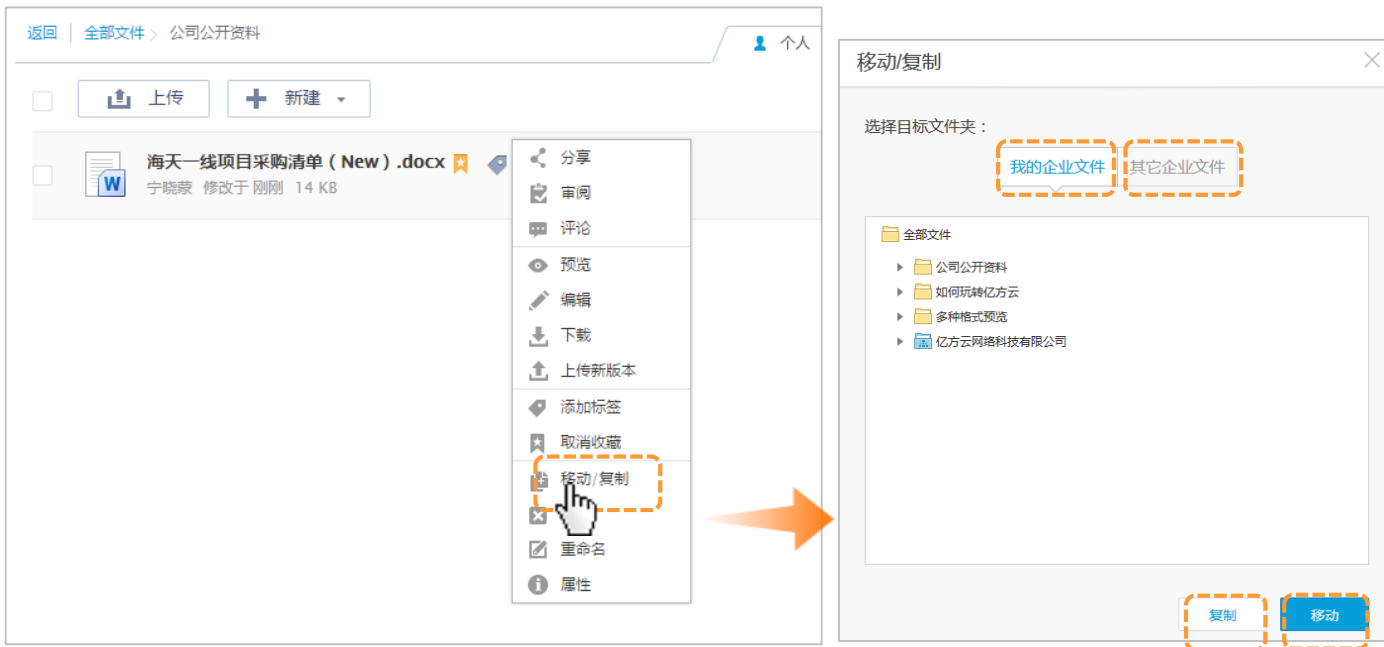 返回 全部文件 公司公开资料
个人
上传 新建
海天一线项目采购清单（New）.docx
宁晓蒙 修改于 刚刚 14 KB
分享
审阅
评论
预览
编辑
下载
上传新版本
添加标签
取消收藏
移动/复制
重命名
属性
移动/复制
选择目标文件夹：
我的企业文件 其它企业文件
全部文件
公司公开资料
如何玩转亿方云
多种格式预览
亿方云网络科技有限公司
复制 移动